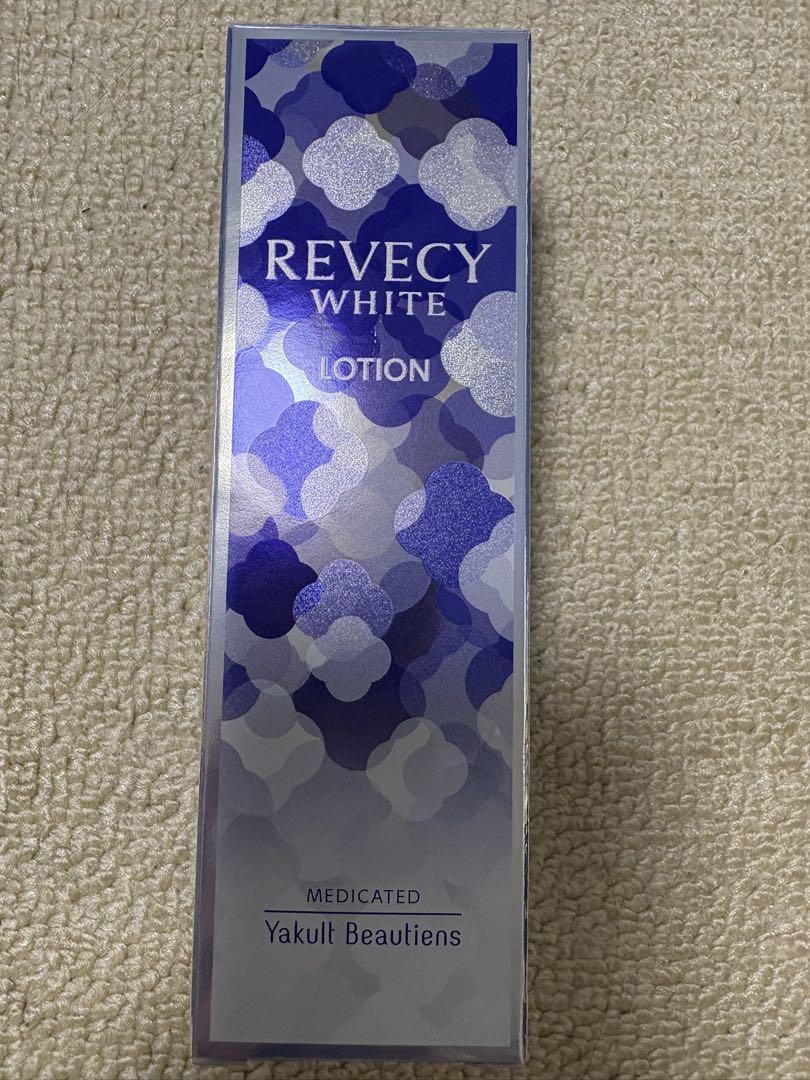 REVECY
WHITE
LOTION
MEDICATED
Yakult Beautiens